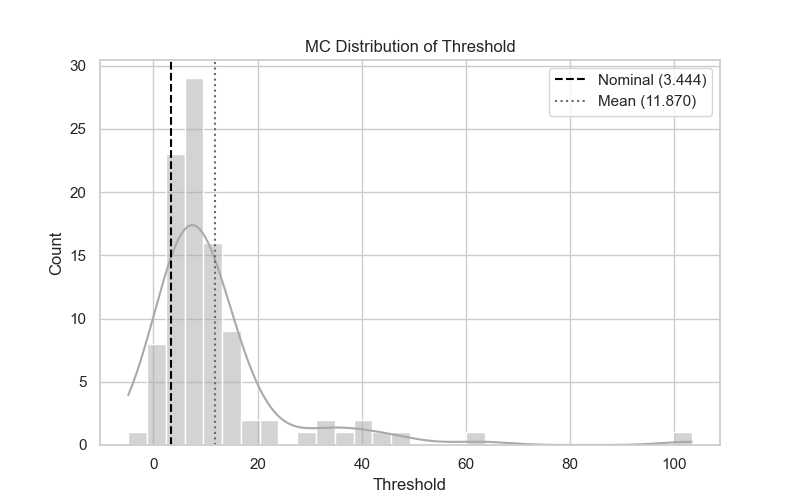 MC Distribution of Threshold
Nominal (3.444)
Mean (11.870)
30
25
20
15
10
5
0
Count
0 20 40 60 80 100
Threshold